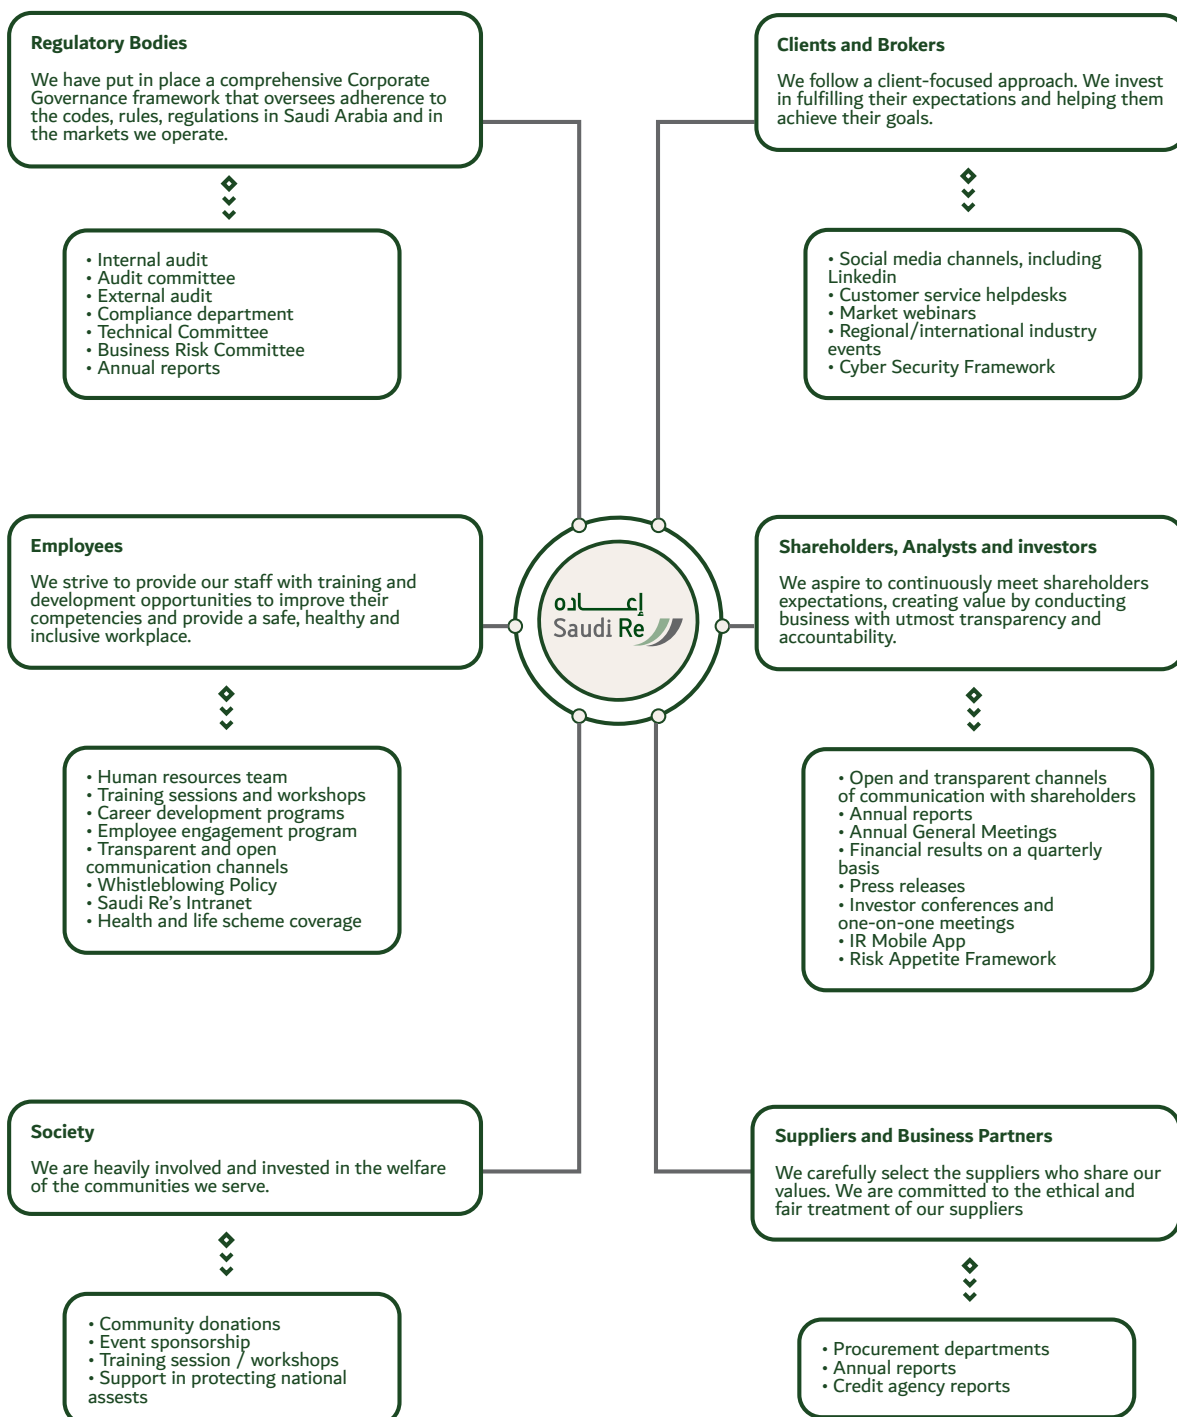 Regulatory Bodies
We have put in place a comprehensive Corporate
Governance framework that oversees adherence to
the codes, rules, regulations in Saudi Arabia and in
the markets we operate.
• Internal audit
• Audit committee
• External audit
• Compliance department
• Technical Committee
• Business Risk Committee
• Annual reports
Clients and Brokers
We follow a client-focused approach. We invest
in fulfilling their expectations and helping them
achieve their goals.
• Social media channels, including
Linkedin
• Customer service helpdesks
• Market webinars
• Regional/international industry
events
• Cyber Security Framework
Employees
We strive to provide our staff with training and
development opportunities to improve their
competencies and provide a safe, healthy and
inclusive workplace.
• Human resources team
• Training sessions and workshops
• Career development programs
• Employee engagement program
• Transparent and open
communication channels
• Whistleblowing Policy
• Saudi Re's Intranet
• Health and life scheme coverage
إعـــــاده
Saudi Re
Shareholders, Analysts and investors
We aspire to continuously meet shareholders
expectations, creating value by conducting
business with utmost transparency and
accountability.
• Open and transparent channels
of communication with shareholders
• Annual reports
• Annual General Meetings
• Financial results on a quarterly
basis
• Press releases
• Investor conferences and
one-on-one meetings
• IR Mobile App
• Risk Appetite Framework
Society
We are heavily involved and invested in the welfare
of the communities we serve.
• Community donations
• Event sponsorship
• Training session / workshops
• Support in protecting national
assests
Suppliers and Business Partners
We carefully select the suppliers who share our
values. We are committed to the ethical and
fair treatment of our suppliers
• Procurement departments
• Annual reports
• Credit agency reports